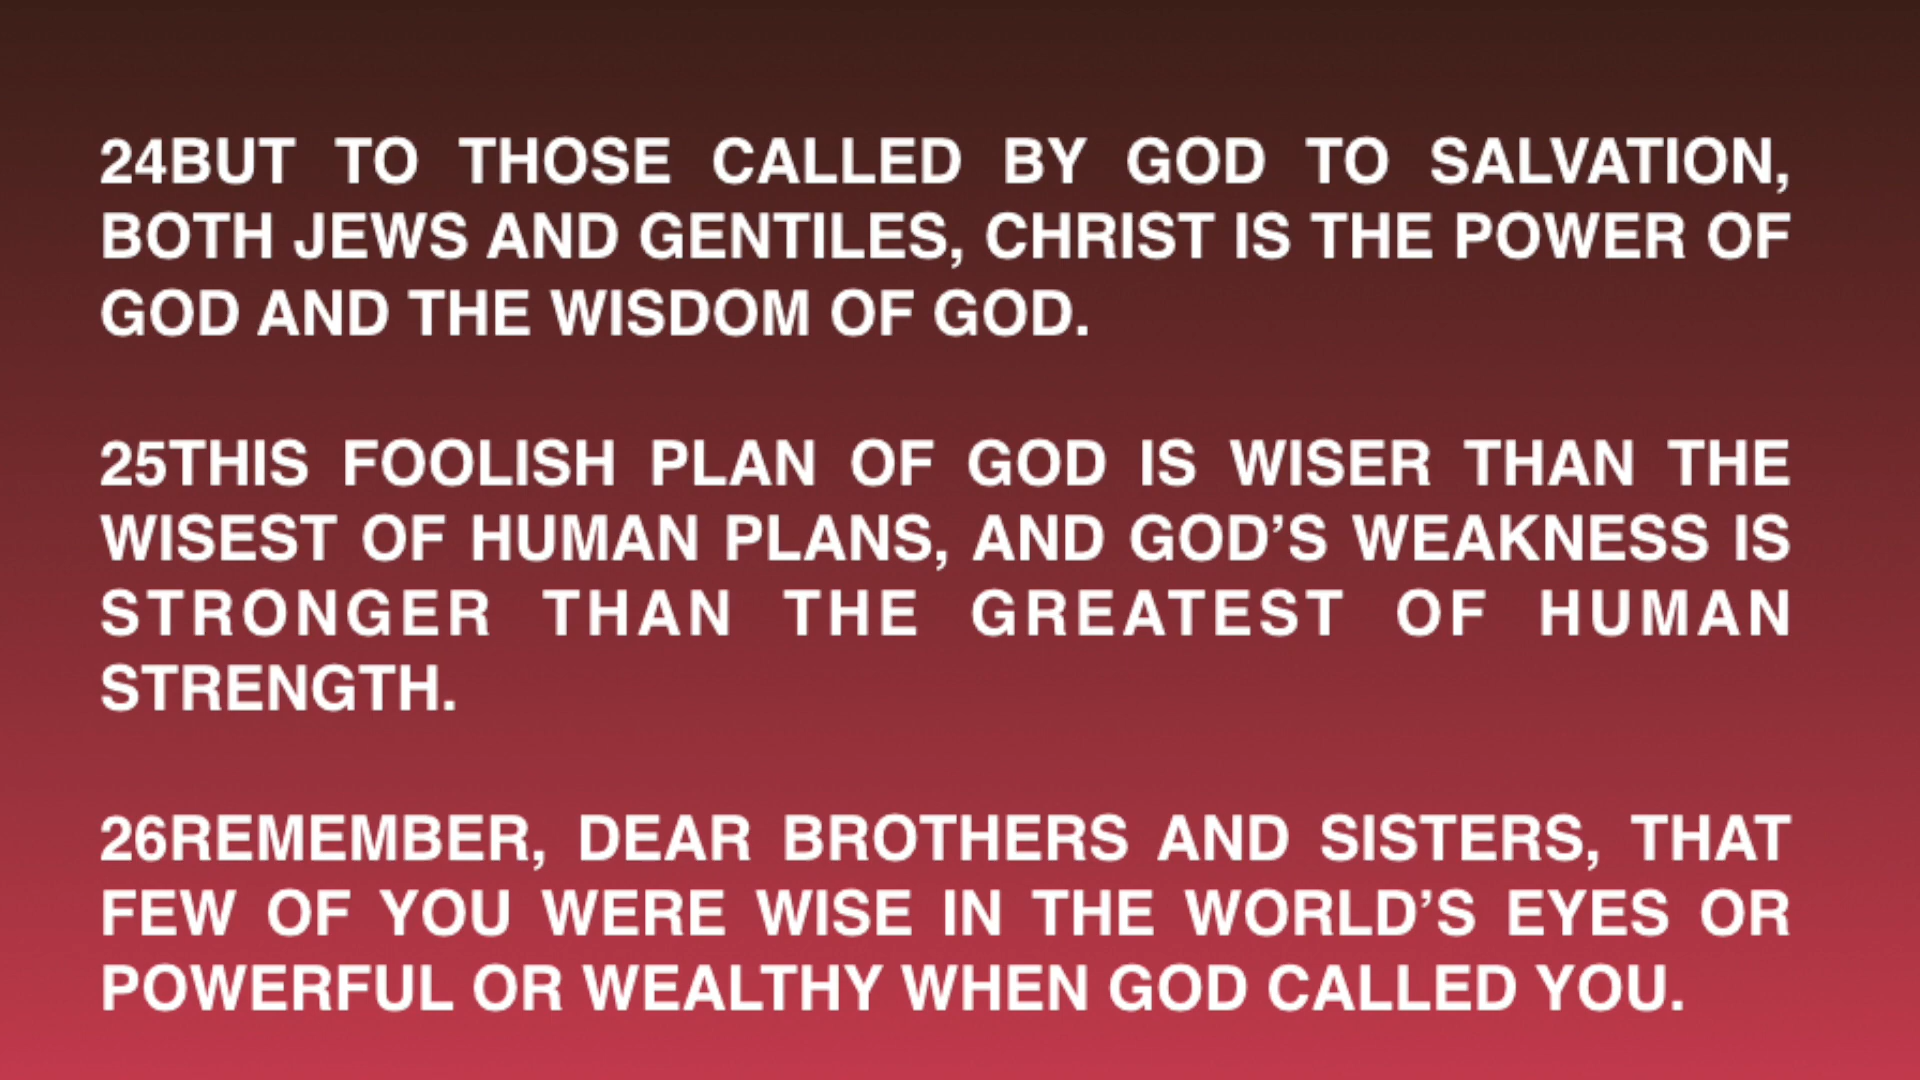 24BUT TO THOSE CALLED BY GOD TO SALVATION,
BOTH JEWS AND GENTILES, CHRIST IS THE POWER OF
GOD AND THE WISDOM OF GOD.
25THIS FOOLISH PLAN OF GOD IS WISER THAN THE
WISEST OF HUMAN PLANS, AND GOD’S WEAKNESS IS
STRONGER THAN THE GREATEST OF HUMAN
STRENGTH.
26REMEMBER, DEAR BROTHERS AND SISTERS, THAT
FEW OF YOU WERE WISE IN THE WORLD’S EYES OR
POWERFUL OR WEALTHY WHEN GOD CALLED YOU.